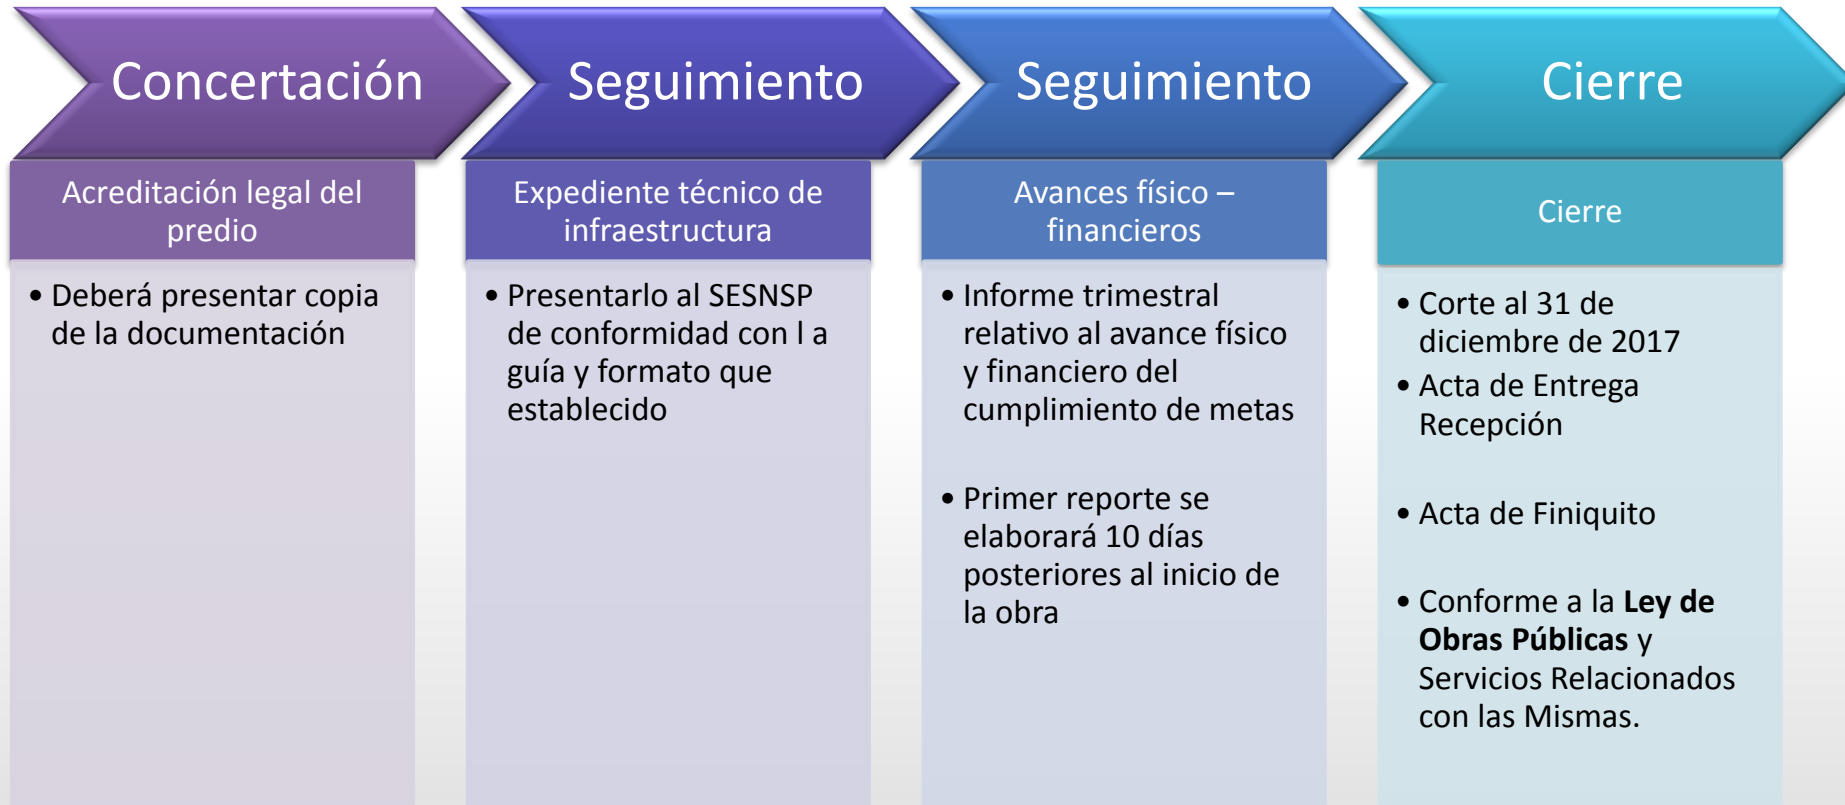 Concertación
Acreditación legal del
predio
• Deberá presentar copia
de la documentación
Seguimiento
Expediente técnico de
infraestructura
• Presentarlo al SESNSP
de conformidad con l a
guía y formato que
establecido
Seguimiento
Avances físico –
financieros
• Informe trimestral
relativo al avance físico
y financiero del
cumplimiento de metas
• Primer reporte se
elaborará 10 días
posteriores al inicio de
la obra
Cierre
Cierre
• Corte al 31 de
diciembre de 2017
• Acta de Entrega
Recepción
• Acta de Finiquito
• Conforme a la Ley de
Obras Públicas y
Servicios Relacionados
con las Mismas.